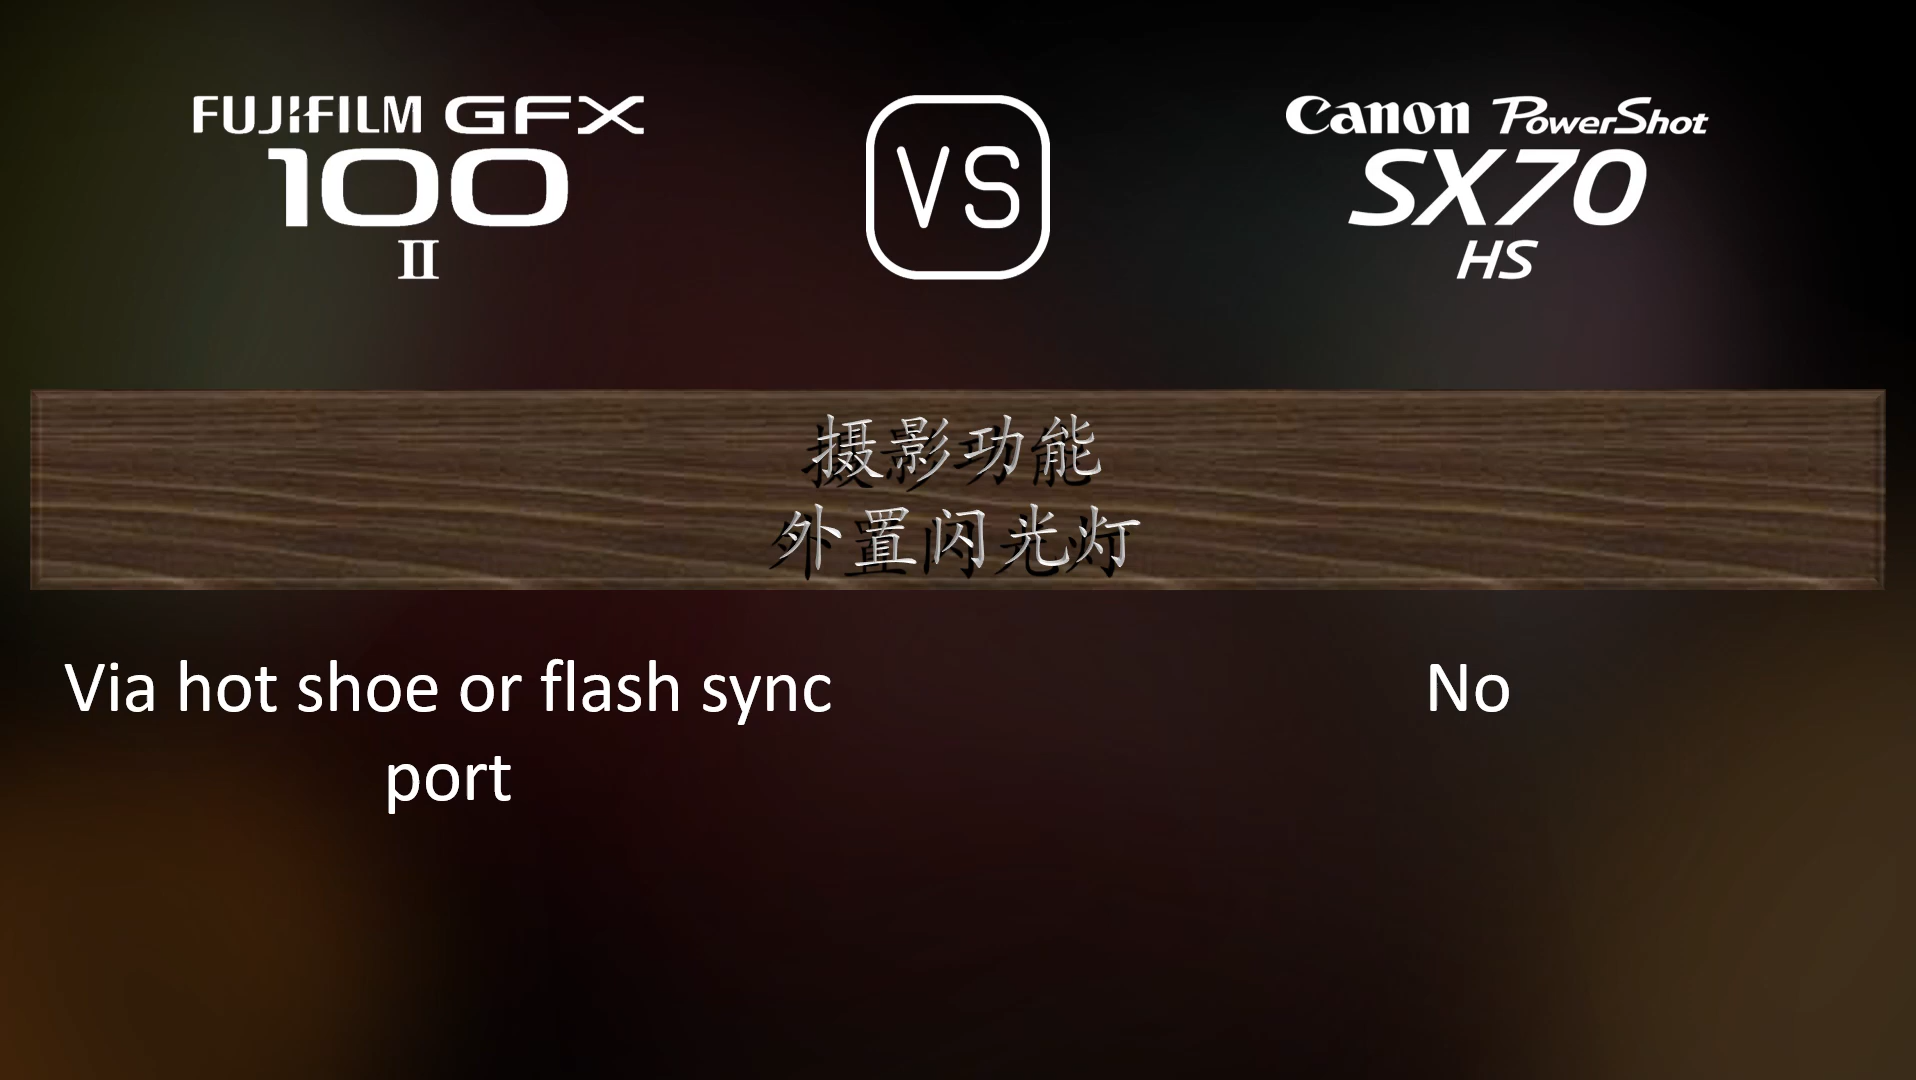 FUJIFILM GFX
100
II
VS
Canon PowerShot
SX70
HS
摄影功能
外置闪光灯
Via hot shoe or flash sync
port
No